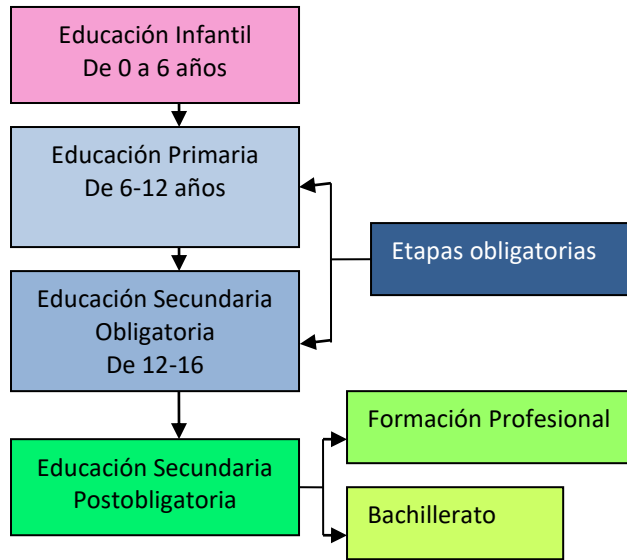 Educación Infantil
De 0 a 6 años
Educación Primaria
De 6-12 años
Etapas obligatorias
Educación Secundaria
Obligatoria
De 12-16
Formación Profesional
Educación Secundaria
Postobligatoria
Bachillerato